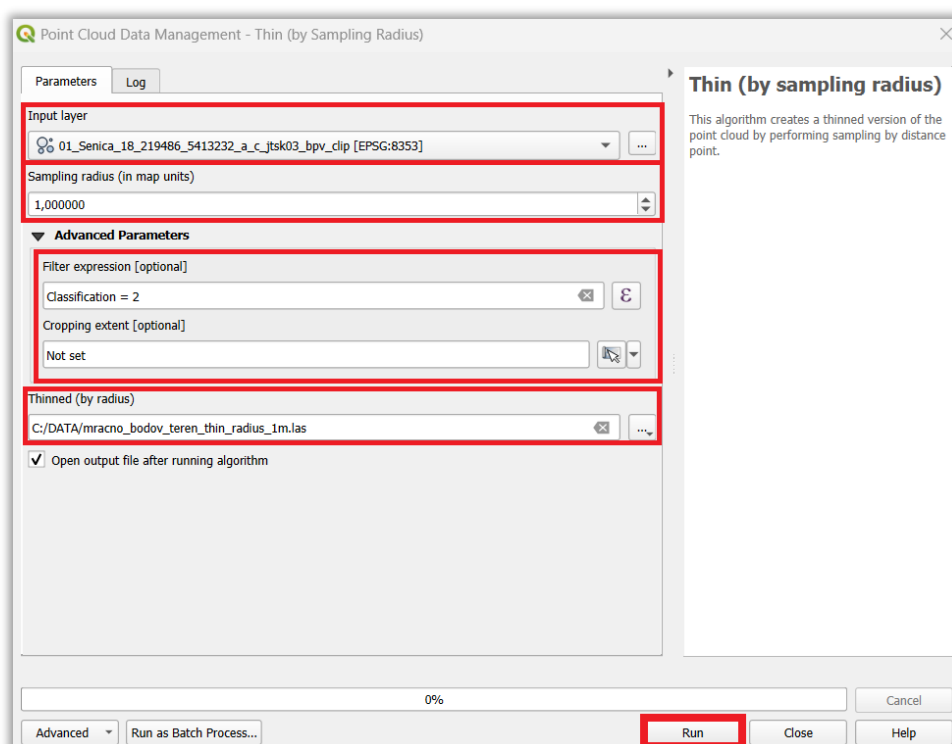 Point Cloud Data Management - Thin (by Sampling Radius)
Parameters
Log
Input layer
01_Senica_18_219486_5413232_a_c_jtsk03_bpv_clip [EPSG:8353]
...
Sampling radius (in map units)
1,000000
Advanced Parameters
Filter expression [optional]
Classification = 2
ε
Cropping extent [optional]
Not set
Thinned (by radius)
C:/DATA/mracno_bodov_teren_thin_radius_1m.las
...
Open output file after running algorithm
Thin (by sampling radius)
This algorithm creates a thinned version of the
point cloud by performing sampling by distance
point.
0%
Cancel
Advanced
Run as Batch Process...
Run
Close
Help